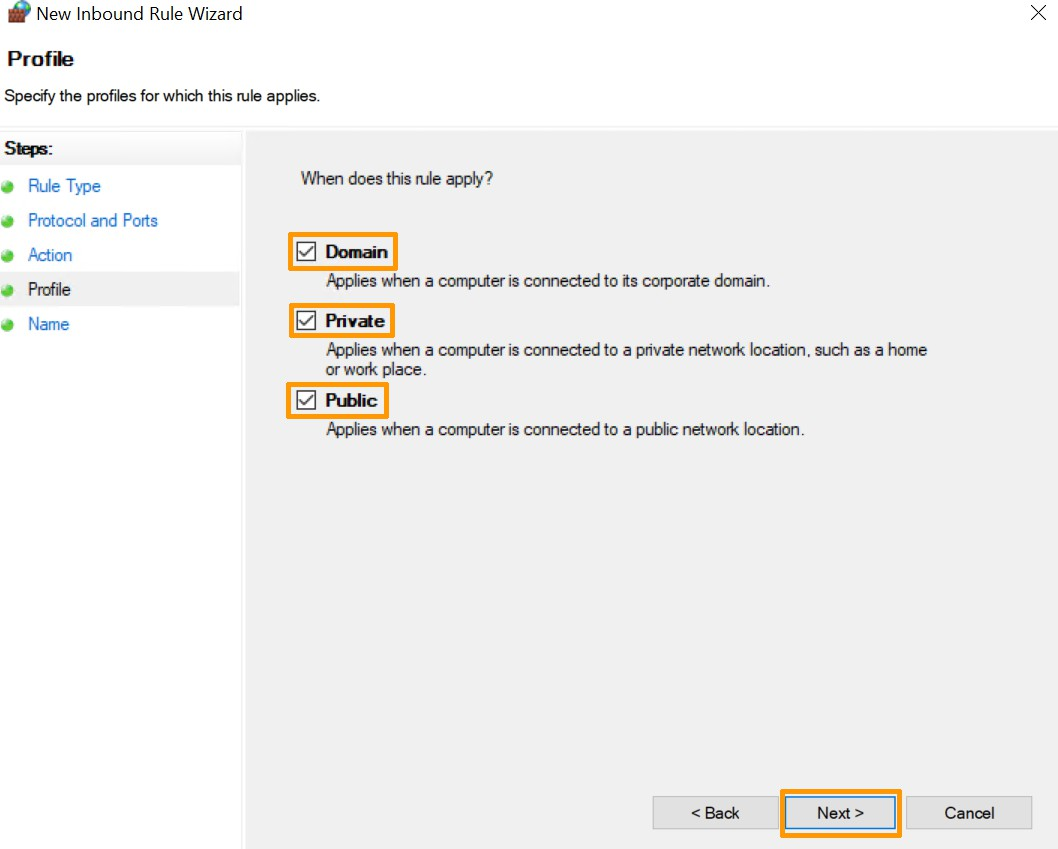 New Inbound Rule Wizard
Profile
Specify the profiles for which this rule applies.
Steps:
Rule Type
Protocol and Ports
Action
Profile
Name
When does this rule apply?
Domain
Applies when a computer is connected to its corporate domain.
Private
Applies when a computer is connected to a private network location, such as a home
or work place.
Public
Applies when a computer is connected to a public network location.
< Back
Next >
Cancel